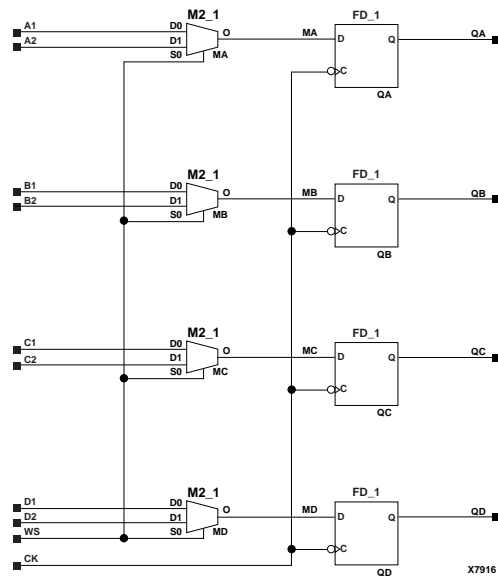 M2_1
FD_1
A1
D0
A2
D1
O
MA
D
Q
QA
S0
MA
C
QA
M2_1
FD_1
B1
D0
B2
D1
O
MB
D
Q
QB
S0
MB
C
QB
M2_1
FD_1
C1
D0
C2
D1
O
MC
D
Q
QC
S0
MC
C
QC
M2_1
FD_1
D1
D0
D2
D1
O
MD
D
Q
QD
WS
S0
MD
CK
C
QD
X7916